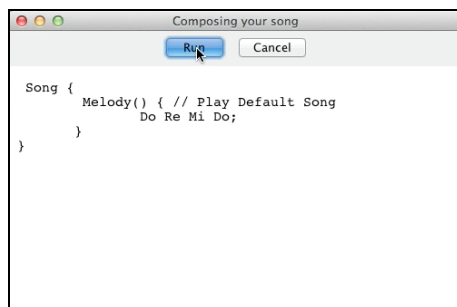 Composing your song
Run Cancel
Song {
Melody() { // Play Default Song
Do Re Mi Do;
}
}